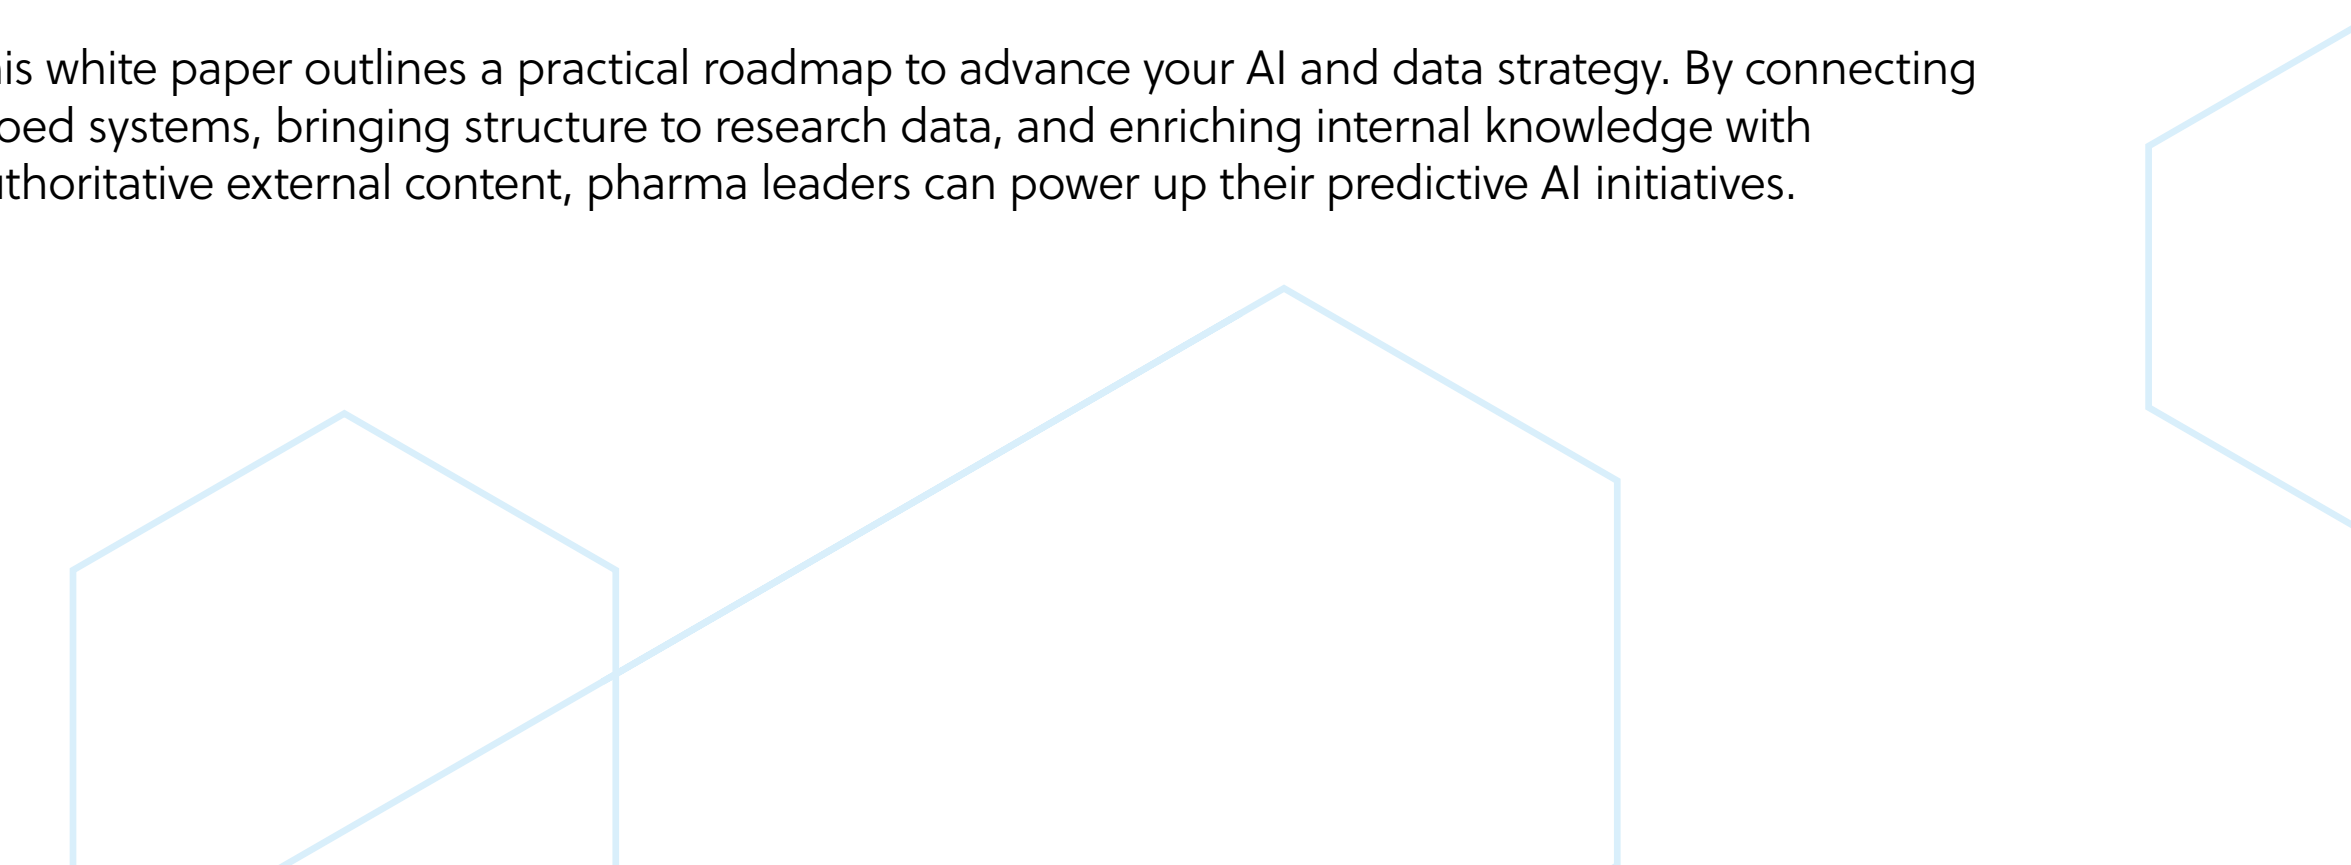 is white paper outlines a practical roadmap to advance your AI and data strategy. By connecting
oed systems, bringing structure to research data, and enriching internal knowledge with
thoritative external content, pharma leaders can power up their predictive AI initiatives.